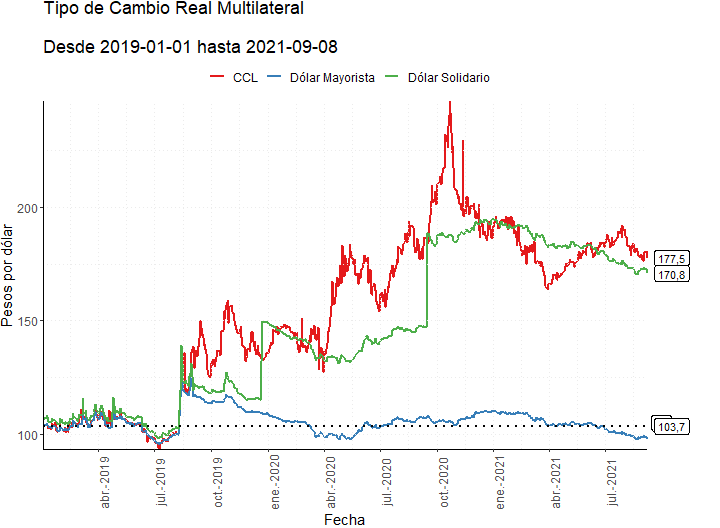 Tipo de Cambio Real Multilateral
Desde 2019-01-01 hasta 2021-09-08
CCL Dólar Mayorista Dólar Solidario
Pesos por dólar
200
150
100
177,5
170,8
103,7
abr.-2019
jul.-2019
oct.-2019
ene.-2020
abr.-2020
jul.-2020
oct.-2020
ene.-2021
abr.-2021
jul.-2021
Fecha